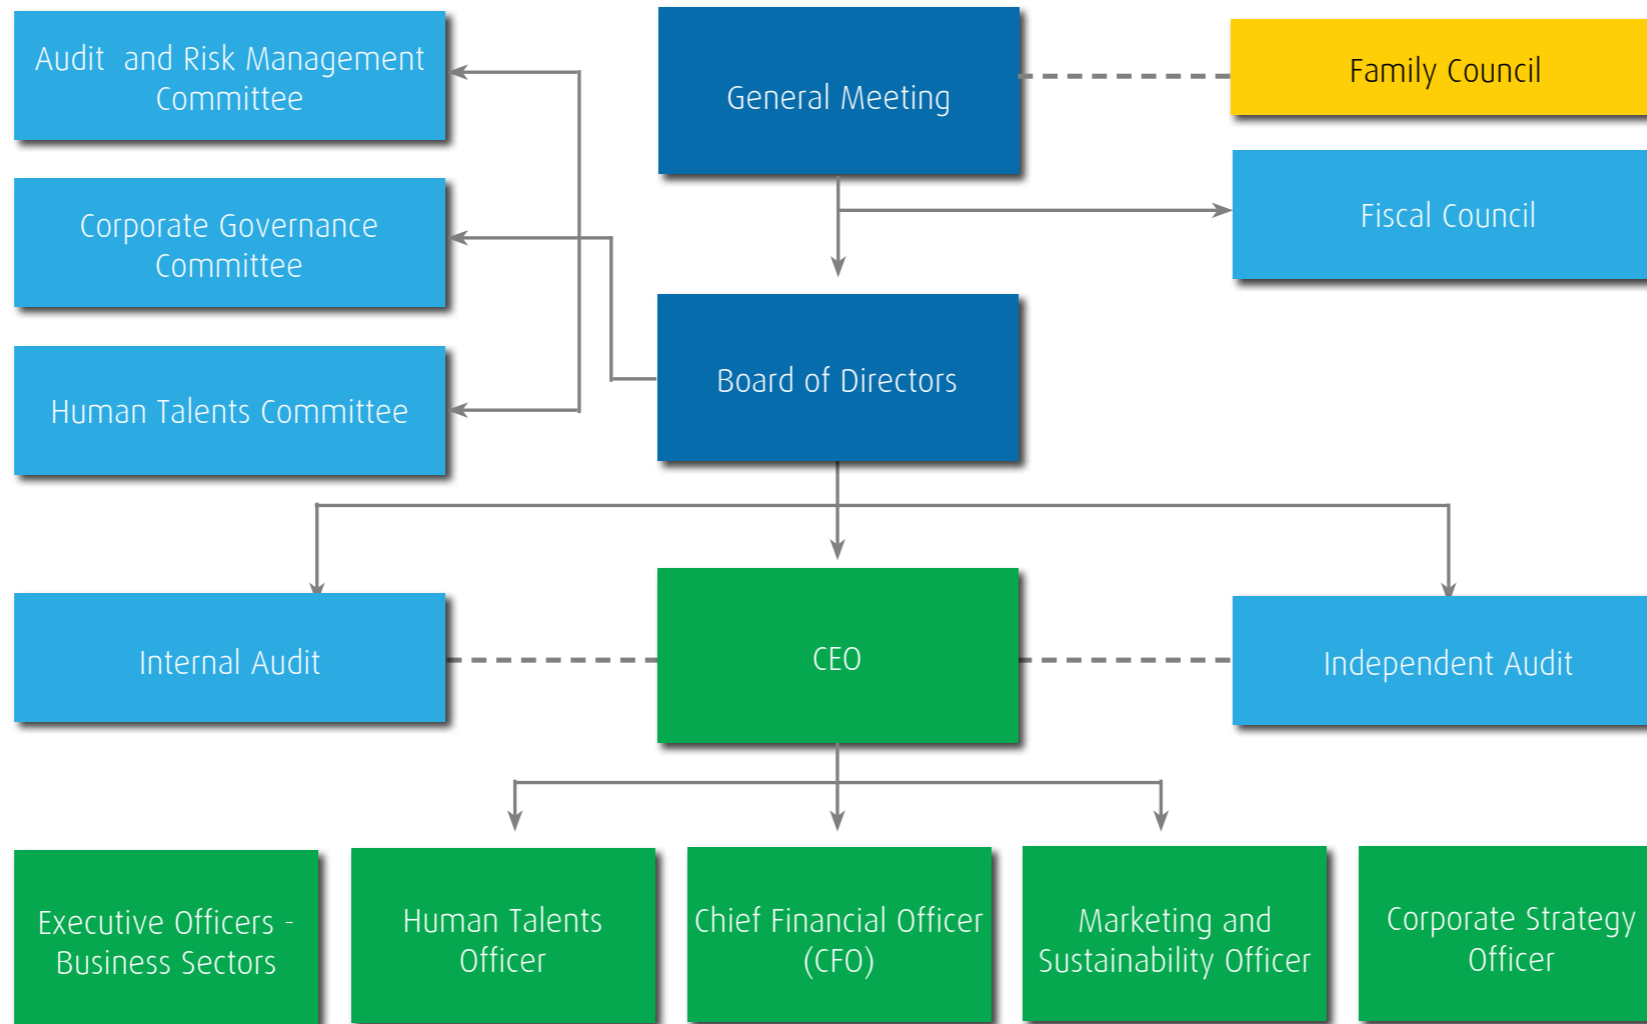 Audit and Risk Management
Committee
General Meeting
Family Council
Corporate Governance
Committee
Fiscal Council
Human Talents Committee
Board of Directors
Internal Audit
CEO
Independent Audit
Executive Officers -
Business Sectors
Human Talents
Officer
Chief Financial Officer
(CFO)
Marketing and
Sustainability Officer
Corporate Strategy
Officer